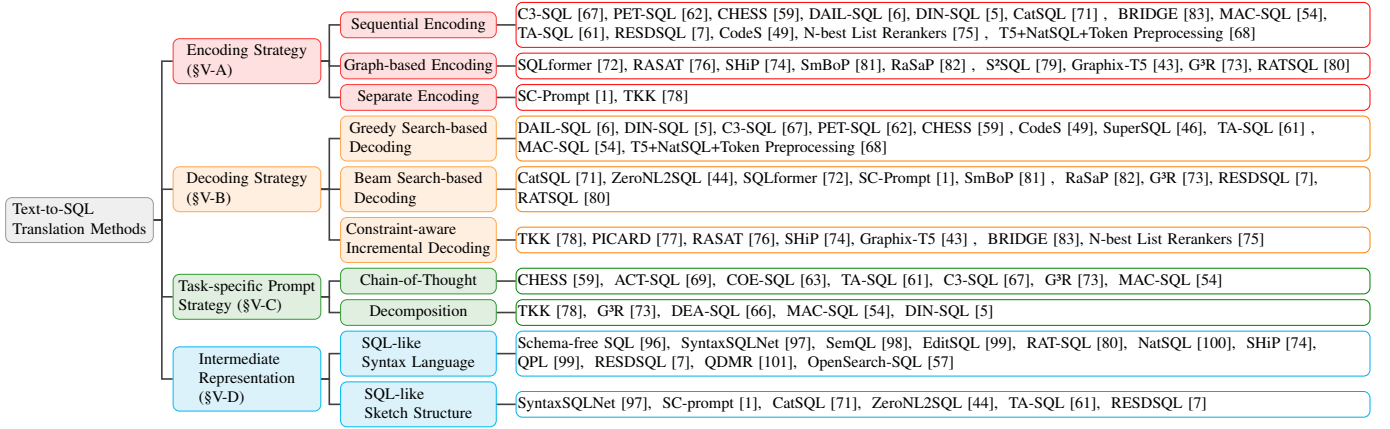 Text-to-SQL
Translation Methods
Encoding Strategy
(§V-A)
Sequential Encoding
C3-SQL [67], PET-SQL [62], CHESS [59], DAIL-SQL [6], DIN-SQL [5], CatSQL [71] , BRIDGE [83], MAC-SQL [54],
TA-SQL [61], RESDSQL [7], CodeS [49], N-best List Rerankers [75] , T5+NatSQL+Token Preprocessing [68]
Graph-based Encoding
SQLformer [72], RASAT [76], SHiP [74], SmBoP [81], RaSaP [82] , S²SQL [79], Graphix-T5 [43], G³R [73], RATSQL [80]
Separate Encoding
SC-Prompt [1], TKK [78]
Decoding Strategy
(§V-B)
Greedy Search-based
Decoding
DAIL-SQL [6], DIN-SQL [5], C3-SQL [67], PET-SQL [62], CHESS [59] , CodeS [49], SuperSQL [46], TA-SQL [61] ,
MAC-SQL [54], T5+NatSQL+Token Preprocessing [68]
Beam Search-based
Decoding
CatSQL [71], ZeroNL2SQL [44], SQLformer [72], SC-Prompt [1], SmBoP [81] , RaSaP [82], G³R [73], RESDSQL [7],
RATSQL [80]
Constraint-aware
Incremental Decoding
TKK [78], PICARD [77], RASAT [76], SHiP [74], Graphix-T5 [43] , BRIDGE [83], N-best List Rerankers [75]
Task-specific Prompt
Strategy (§V-C)
Chain-of-Thought
CHESS [59], ACT-SQL [69], COE-SQL [63], TA-SQL [61], C3-SQL [67], G³R [73], MAC-SQL [54]
Decomposition
TKK [78], G³R [73], DEA-SQL [66], MAC-SQL [54], DIN-SQL [5]
Intermediate
Representation
(§V-D)
SQL-like
Syntax Language
Schema-free SQL [96], SyntaxSQLNet [97], SemQL [98], EditSQL [99], RAT-SQL [80], NatSQL [100], SHiP [74],
QPL [99], RESDSQL [7], QDMR [101], OpenSearch-SQL [57]
SQL-like
Sketch Structure
SyntaxSQLNet [97], SC-prompt [1], CatSQL [71], ZeroNL2SQL [44], TA-SQL [61], RESDSQL [7]